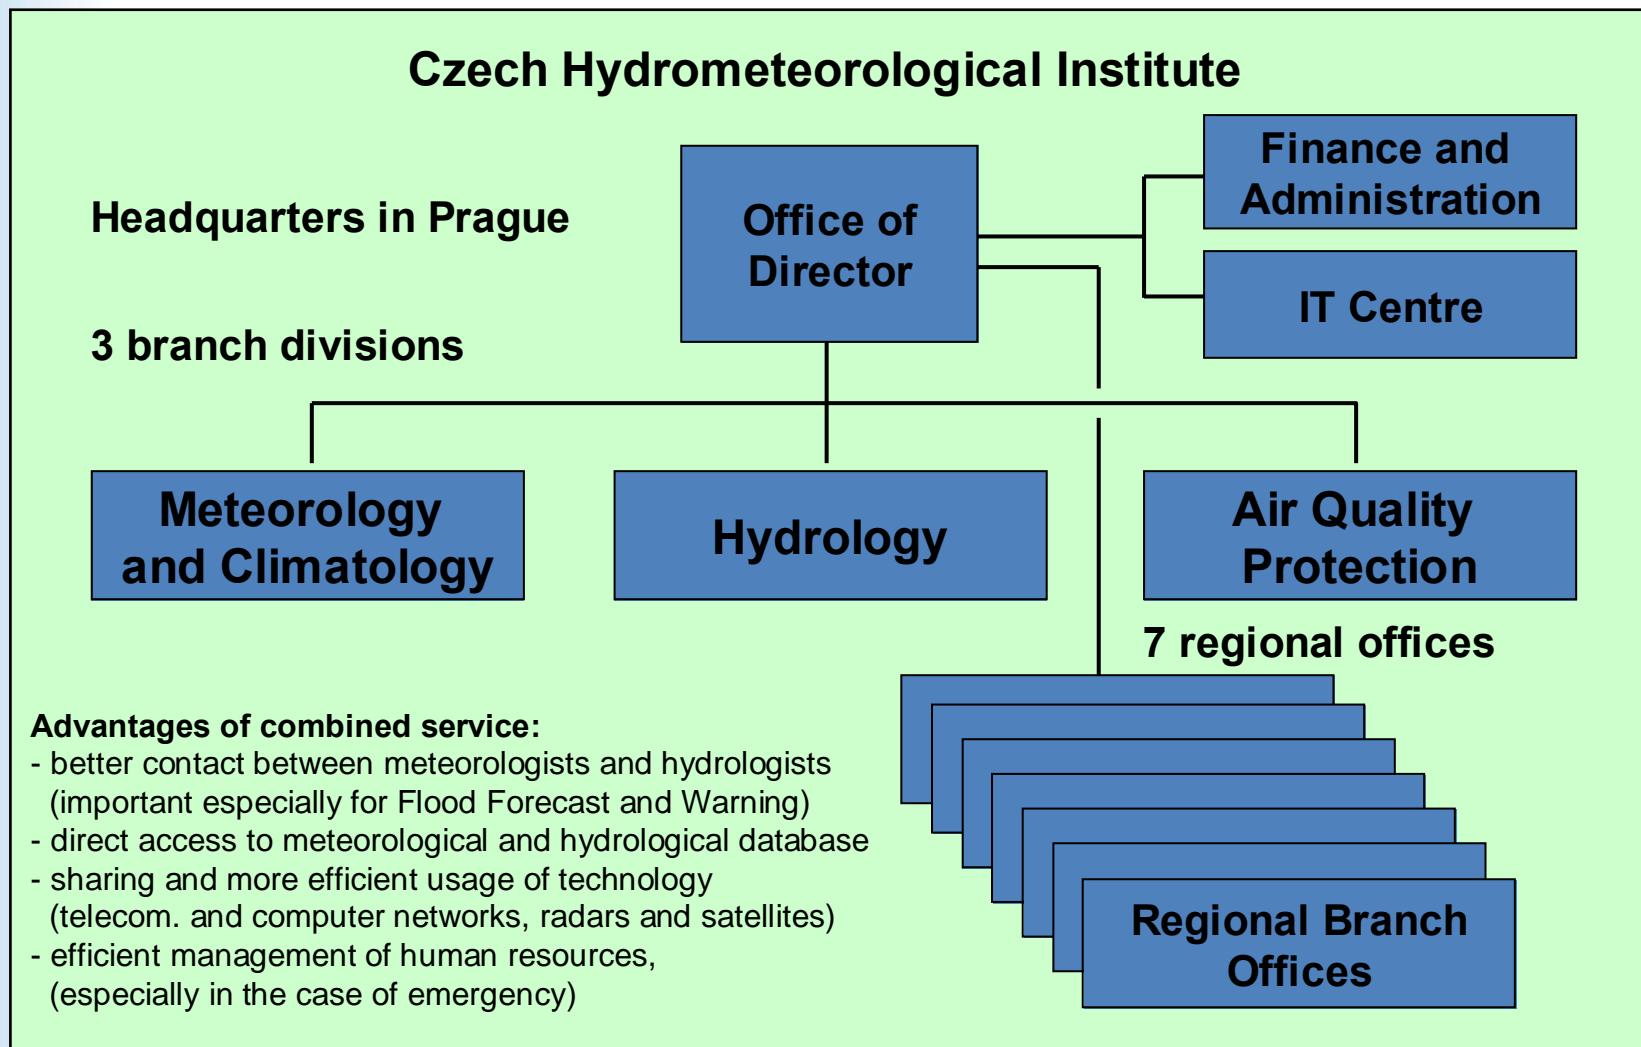 Czech Hydrometeorological Institute
Finance and
Administration
Headquarters in Prague
Office of
Director
IT Centre
3 branch divisions
Meteorology
and Climatology
Hydrology
Air Quality
Protection
7 regional offices
Advantages of combined service:
- better contact between meteorologists and hydrologists
(important especially for Flood Forecast and Warning)
- direct access to meteorological and hydrological database
- sharing and more efficient usage of technology
(telecom. and computer networks, radars and satellites)
- efficient management of human resources,
(especially in the case of emergency)
Regional Branch
Offices